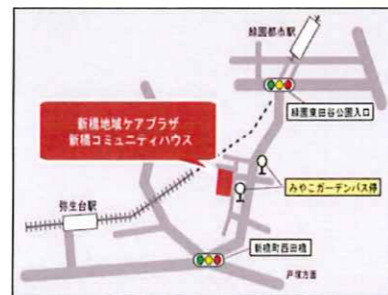 緑園都市駅
緑園東田谷公園入口
新橋地域ケアプラザ
新橋コミュニティハウス
みやこガーデンバス停
弥生台駅
新橋町西田橋
戸塚方面